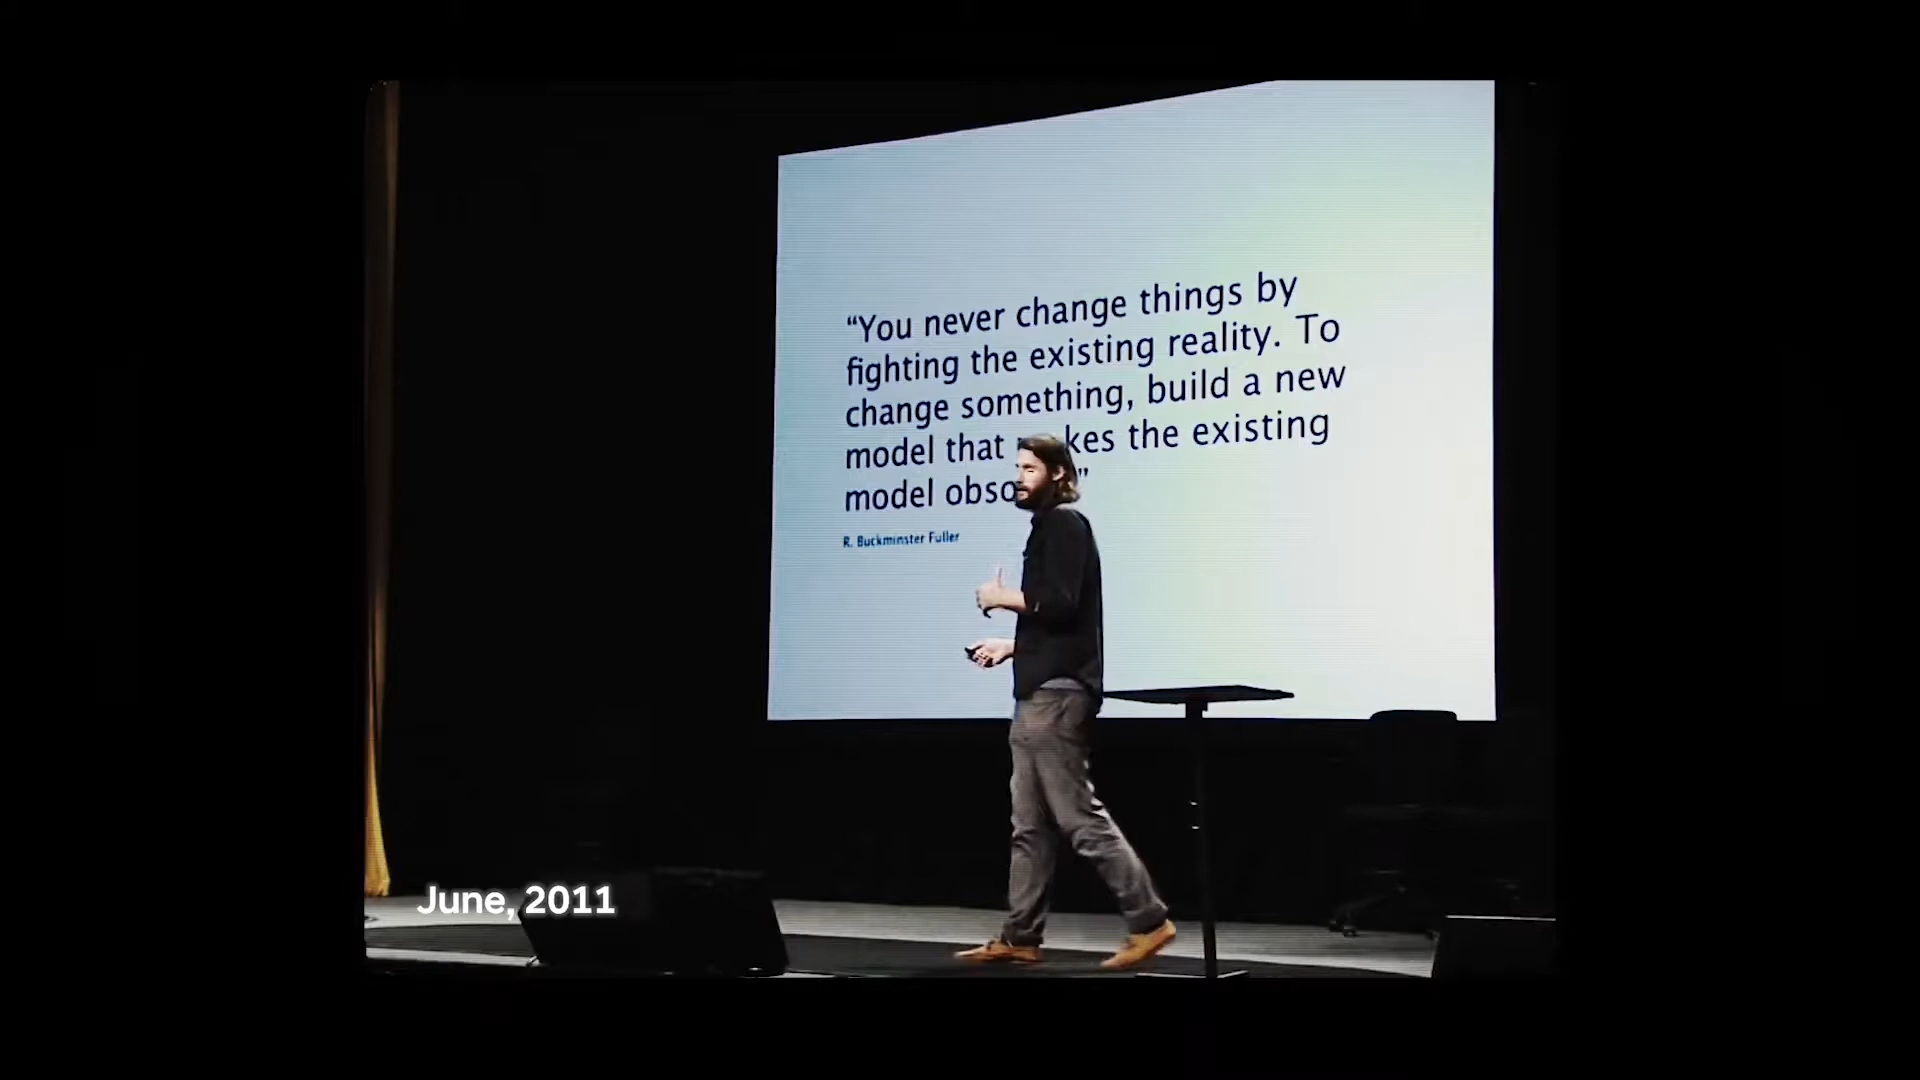 “You never change things by
fighting the existing reality. To
change something, build a new
model that kes the existing
model obso ”
R. Buckminster Fuller
June, 2011